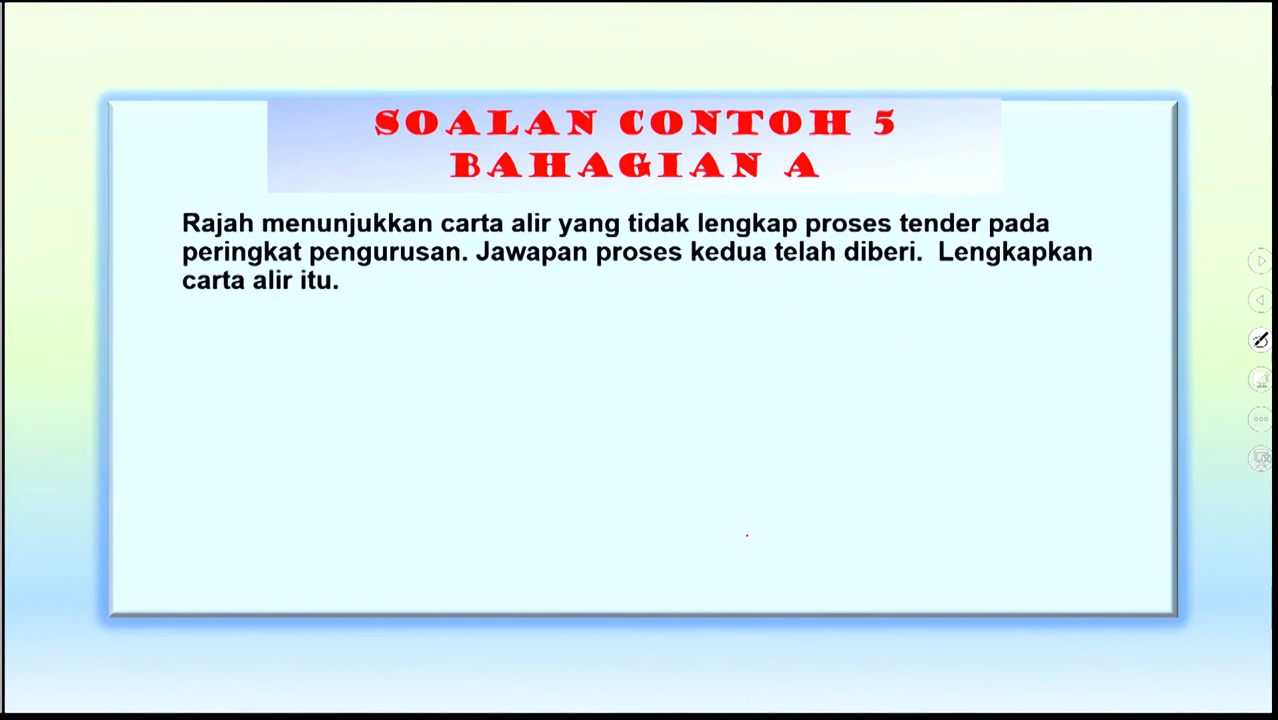 SOALAN CONTOH 5
BAHAGIAN A
Rajah menunjukkan carta alir yang tidak lengkap proses tender pada
peringkat pengurusan. Jawapan proses kedua telah diberi. Lengkapkan
carta alir itu.